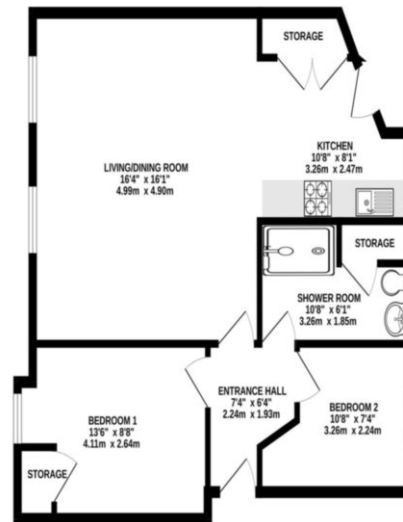 STORAGE
KITCHEN
10'8" x 8'1"
3.26m x 2.47m
LIVING/DINING ROOM
16'4" x 16'1"
4.99m x 4.90m
STORAGE
SHOWER ROOM
10'8" x 6'1"
3.26m x 1.85m
ENTRANCE HALL
7'4" x 6'4"
2.24m x 1.93m
BEDROOM 1
13'6" x 8'8"
4.11m x 2.64m
BEDROOM 2
10'8" x 7'4"
3.26m x 2.24m
STORAGE